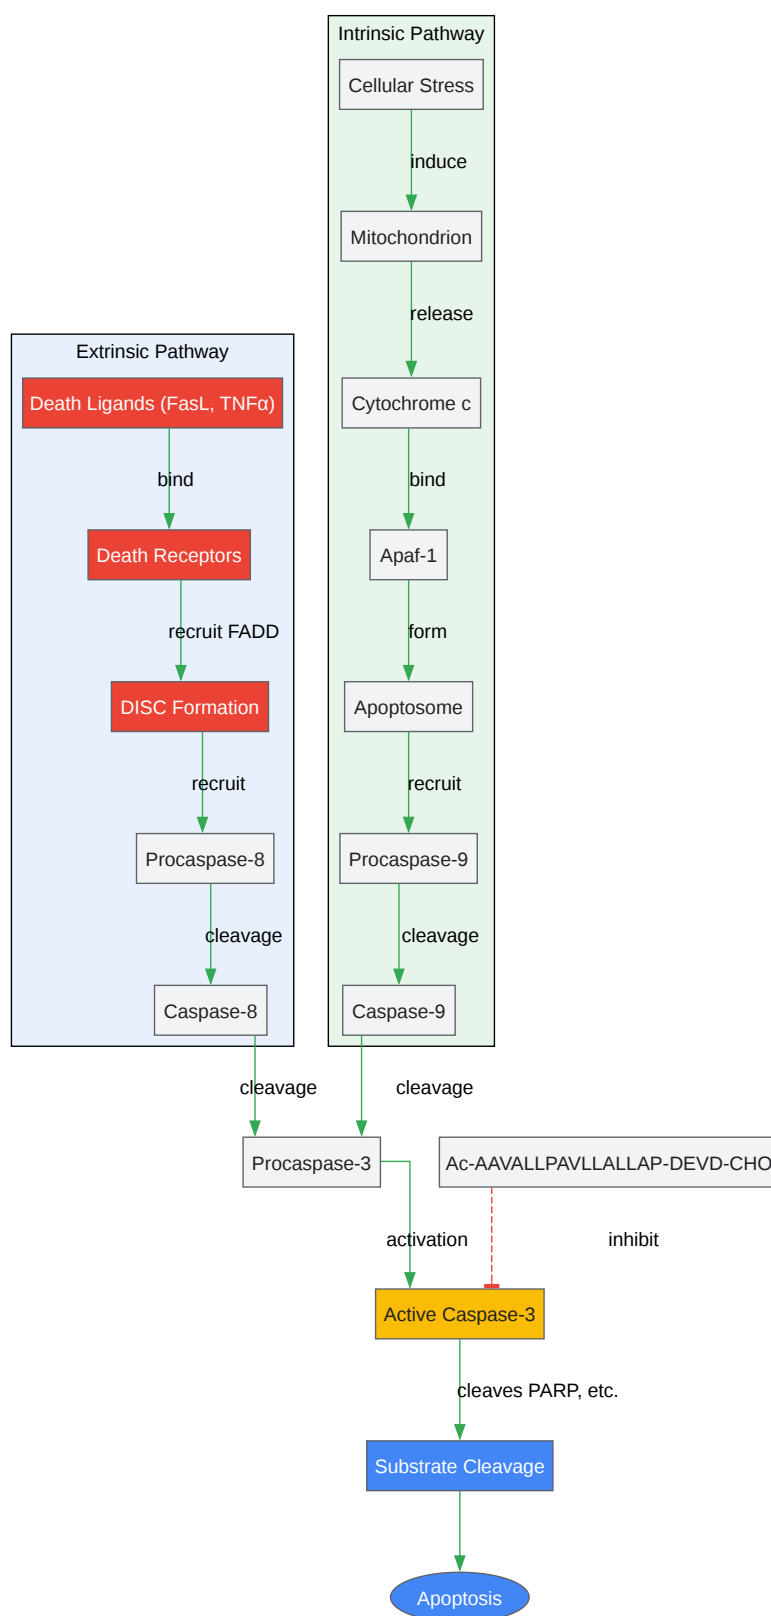 Intrinsic Pathway
Cellular Stress
induce
Mitochondrion
release
Cytochrome c
bind
Apaf-1
form
Apoptosome
recruit
Procaspase-9
cleavage
Caspase-9
cleavage
Extrinsic Pathway
Death Ligands (FasL, TNFα)
bind
Death Receptors
recruit FADD
DISC Formation
recruit
Procaspase-8
cleavage
Caspase-8
cleavage
Procaspase-3
Ac-AAVALLPAVLLALLAP-DEVD-CHO
activation
inhibit
Active Caspase-3
cleaves PARP, etc.
Substrate Cleavage
Apoptosis